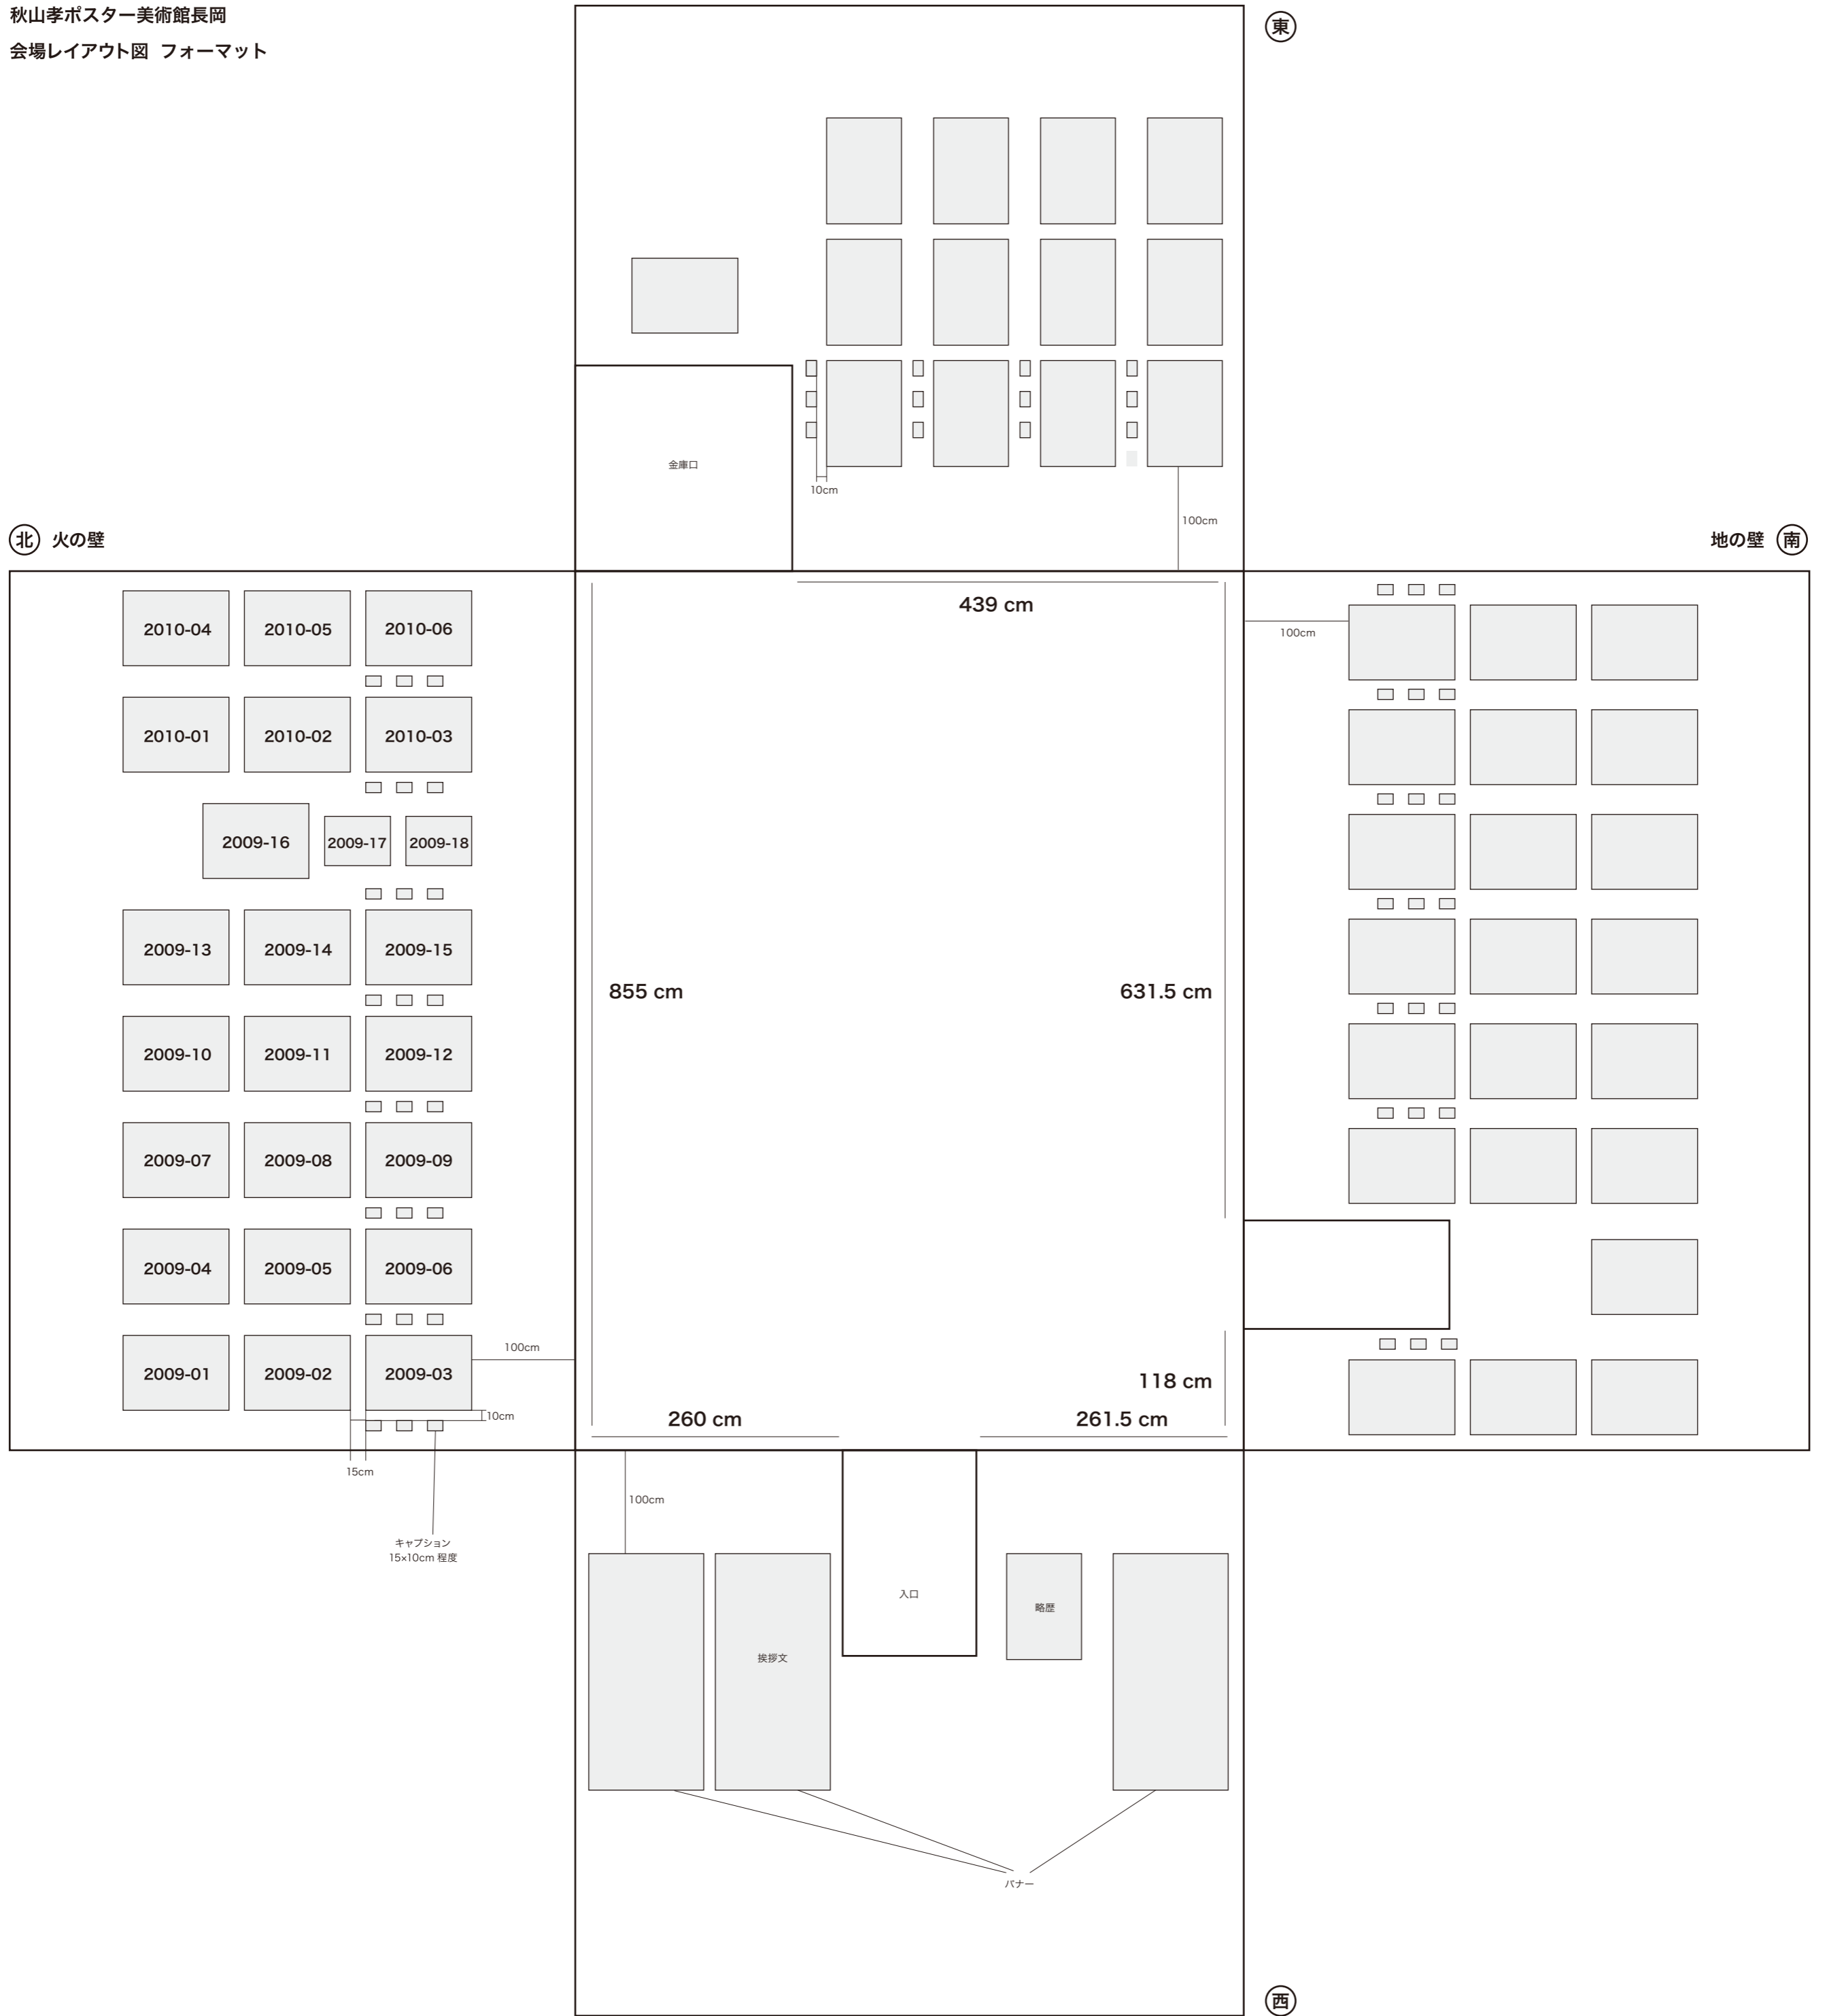 秋山孝ポスター美術館長岡
会場レイアウト図 フォーマット
東
金庫口
10cm
100cm
北 火の壁
地の壁 南
439 cm
100cm
2010-04 2010-05 2010-06
2010-01 2010-02 2010-03
2009-16 2009-17 2009-18
2009-13 2009-14 2009-15
855 cm
631.5 cm
2009-10 2009-11 2009-12
2009-07 2009-08 2009-09
2009-04 2009-05 2009-06
100cm
2009-01 2009-02 2009-03
118 cm
10cm
260 cm
261.5 cm
15cm
100cm
キャプション
15×10cm 程度
入口
略歴
挨拶文
バナー
西